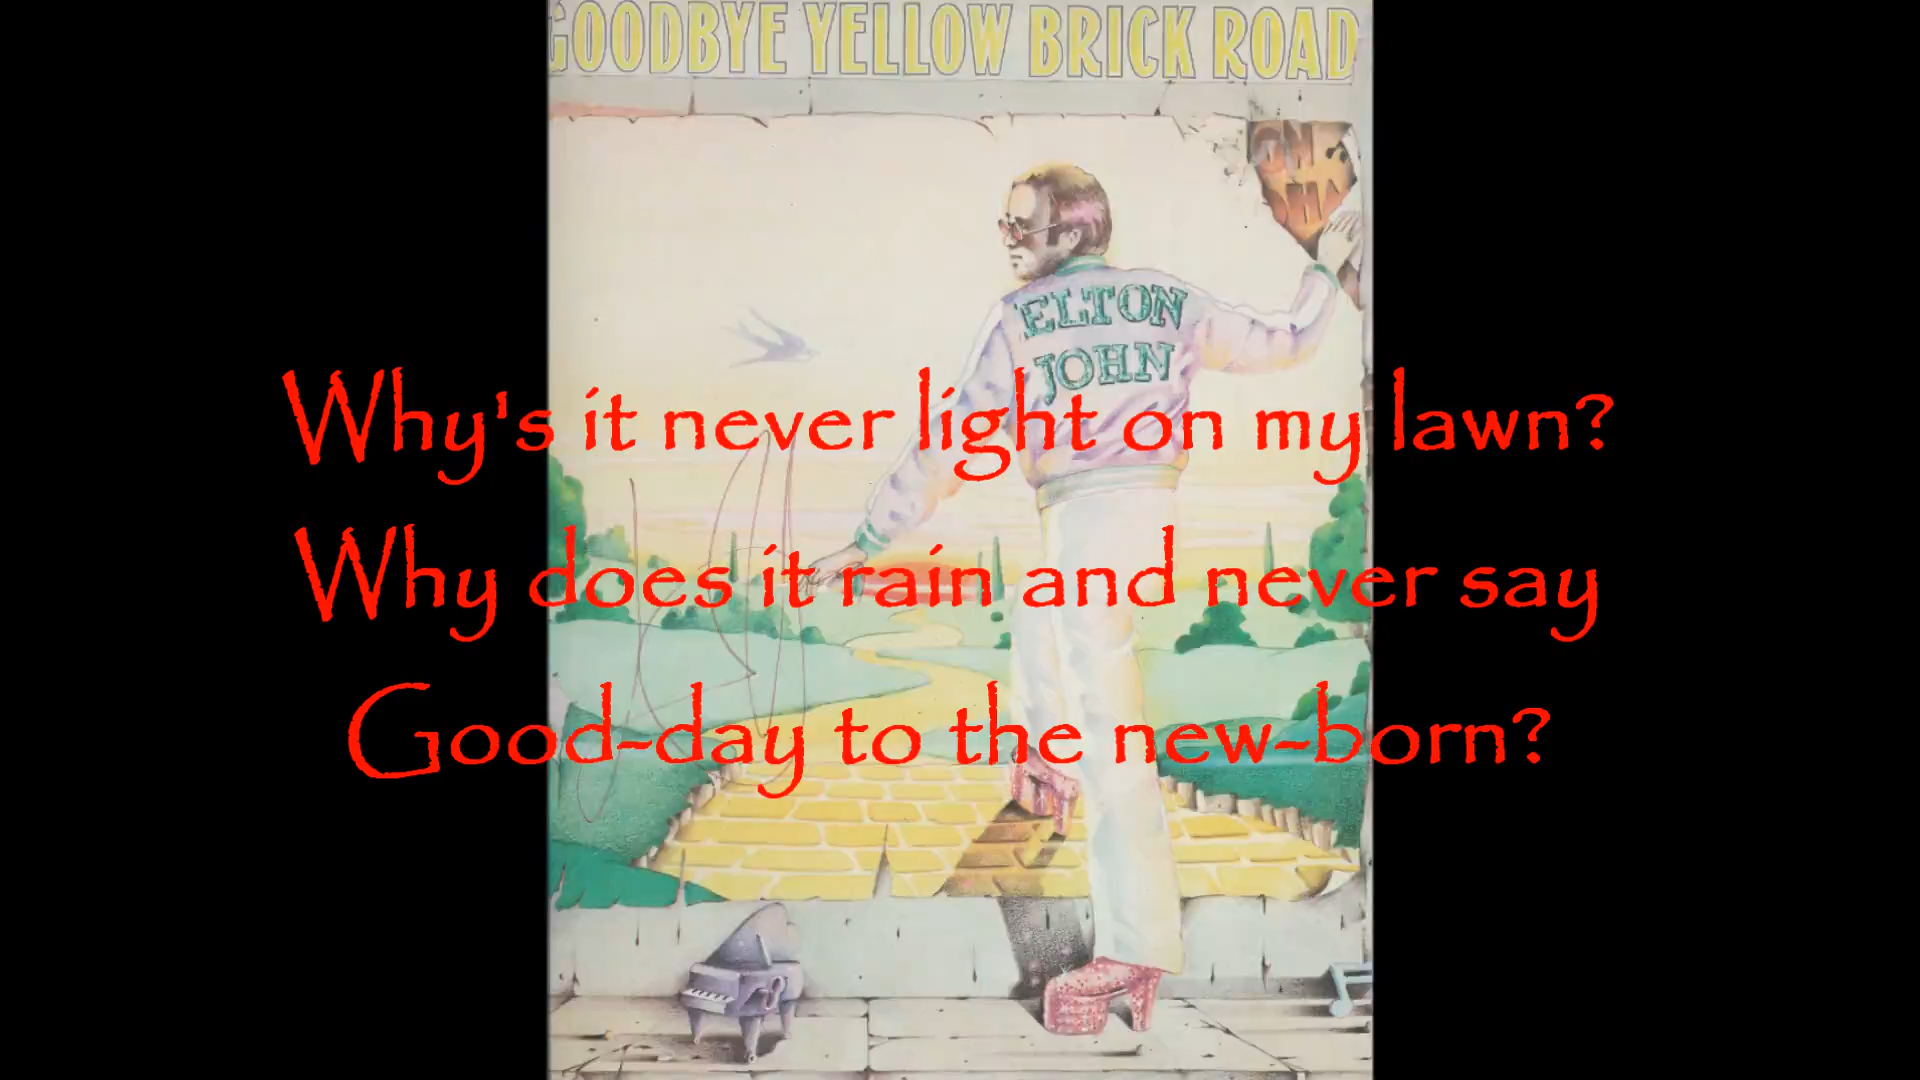 GOODBYE YELLOW BRICK ROAD
ELTON
JOHN
Why's it never light on my lawn?
Why does it rain and never say
Good-day to the new-born?